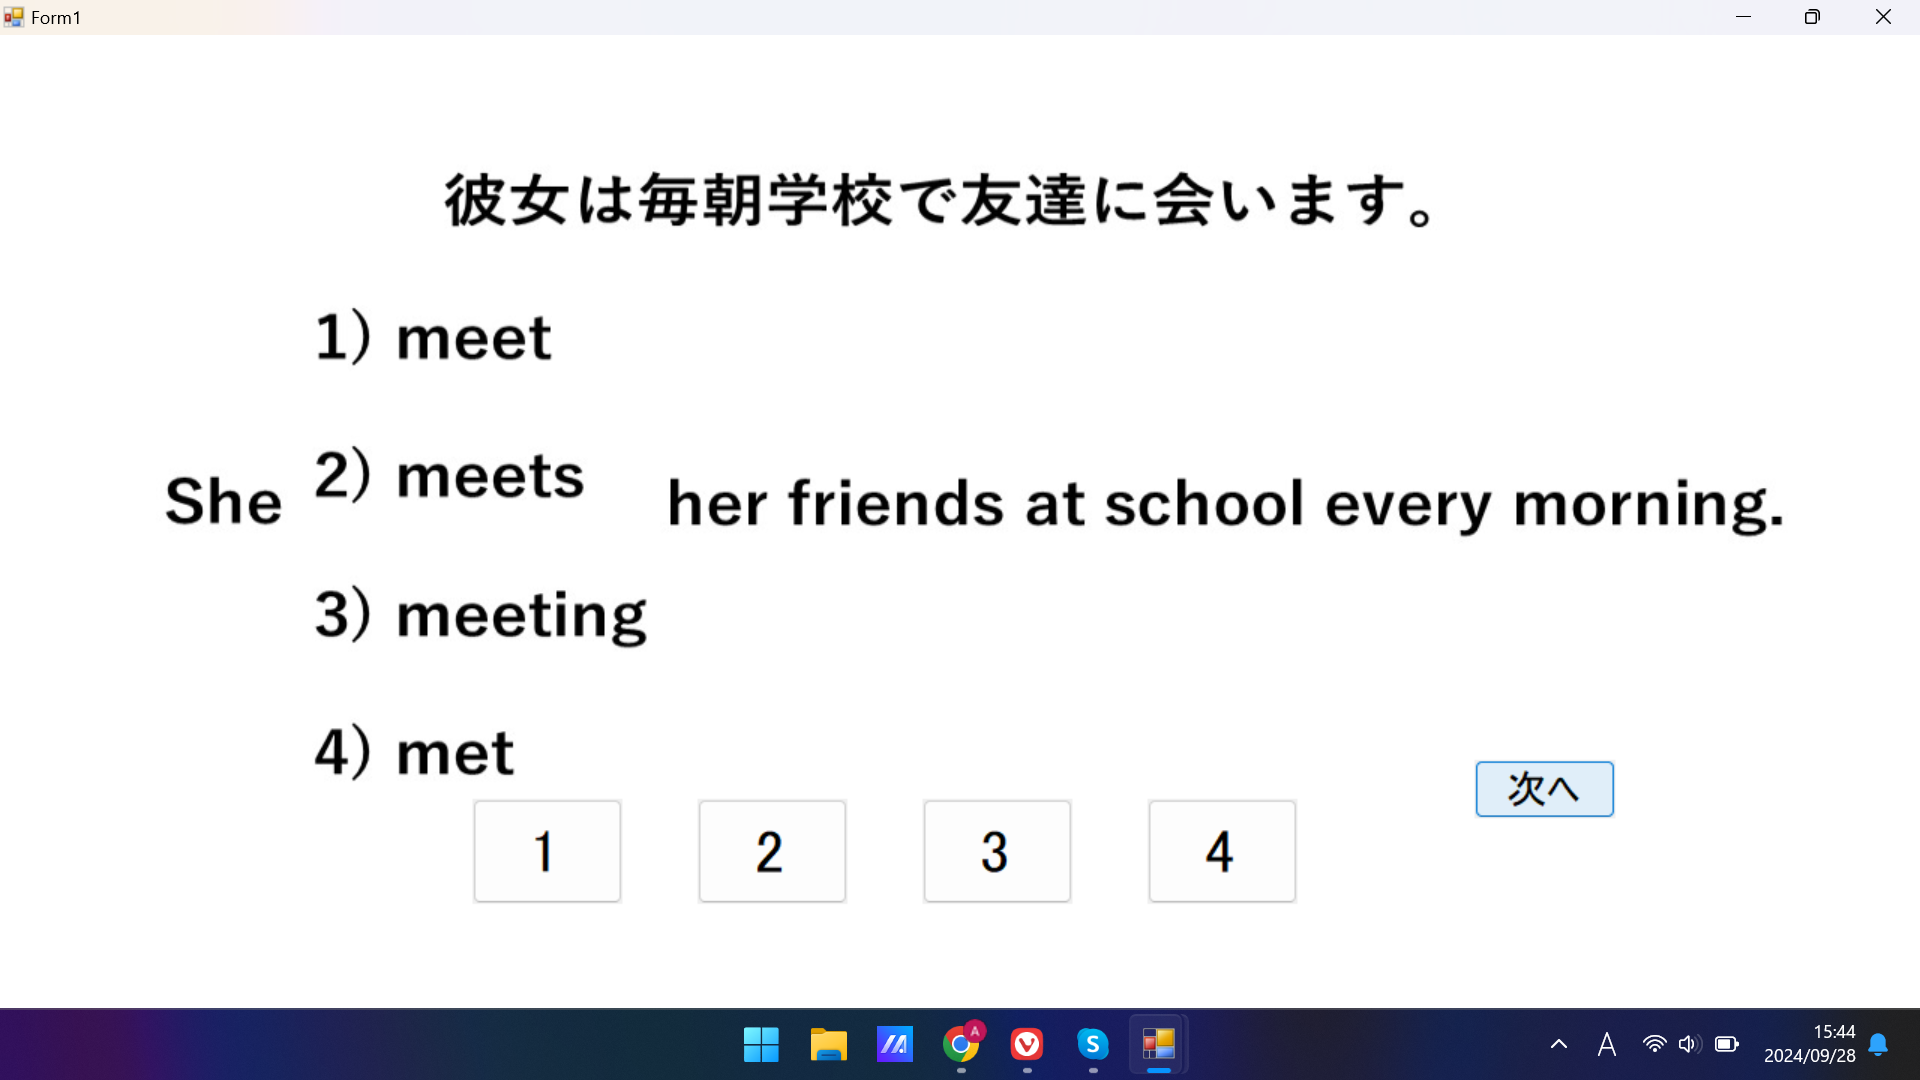 Form1
彼女は毎朝学校で友達に会います。
1) meet
2) meets
She
her friends at school every morning.
3) meeting
4) met
次へ
1
2
3
4
A
S
A
15:44
2024/09/28